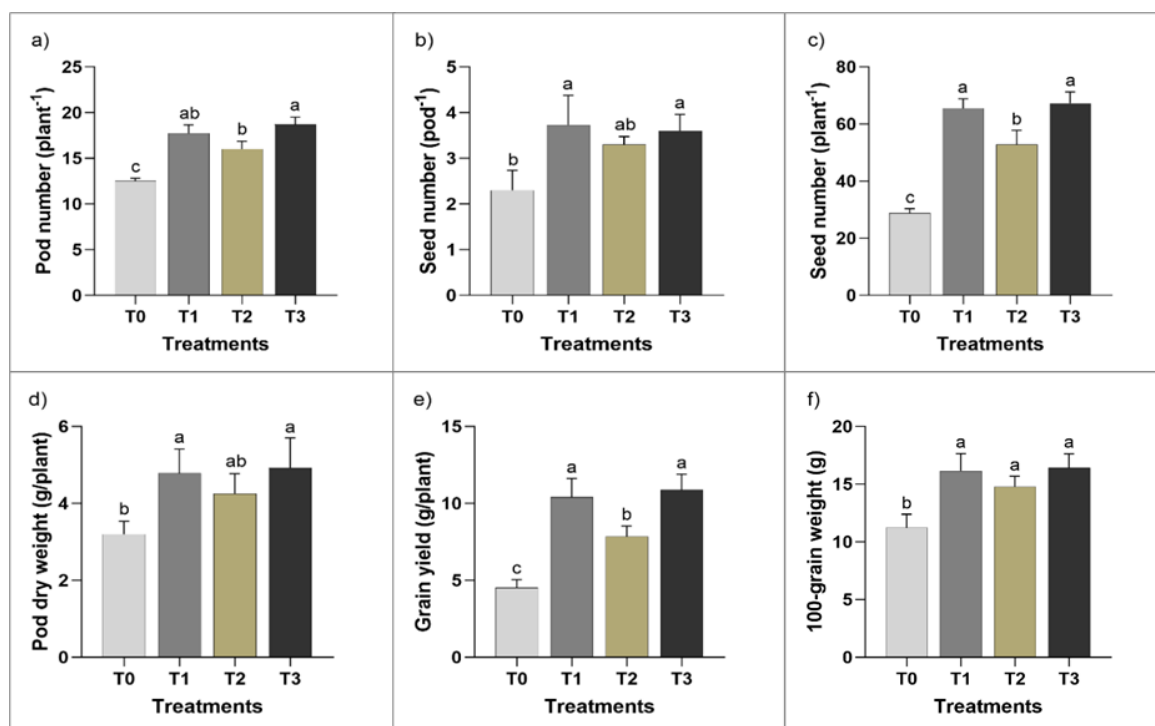 a)
Pod number (plant⁻¹)
25
20
15
10
5
0
c
ab
b
a
T0 T1 T2 T3
Treatments
b)
Seed number (pod⁻¹)
5
4
3
2
1
0
b
a
ab
a
T0 T1 T2 T3
Treatments
c)
Seed number (plant⁻¹)
80
60
40
20
0
c
a
b
a
T0 T1 T2 T3
Treatments
d)
Pod dry weight (g/plant)
6
4
2
0
b
a
ab
a
T0 T1 T2 T3
Treatments
e)
Grain yield (g/plant)
15
10
5
0
c
a
b
a
T0 T1 T2 T3
Treatments
f)
100-grain weight (g)
20
15
10
5
0
b
a
a
a
T0 T1 T2 T3
Treatments